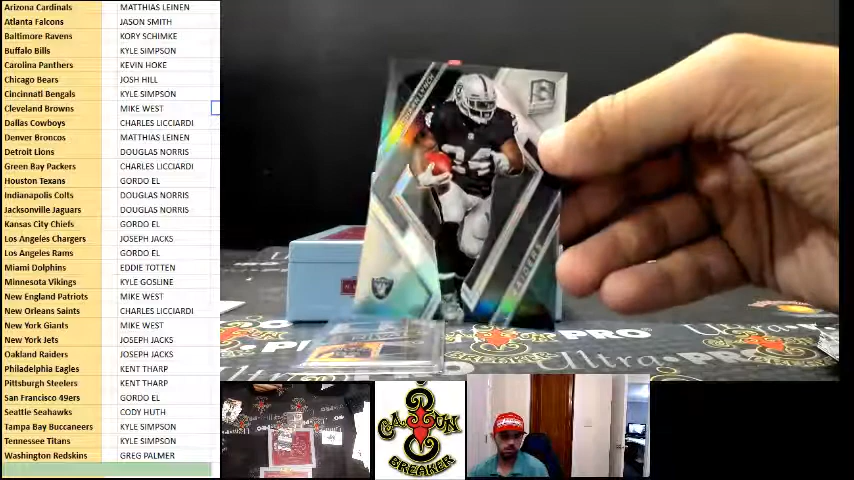 Arizona Cardinals MATTHIAS LEINEN
Atlanta Falcons JASON SMITH
Baltimore Ravens KORY SCHIMKE
Buffalo Bills KYLE SIMPSON
Carolina Panthers KEVIN HOKE
Chicago Bears JOSH HILL
Cincinnati Bengals KYLE SIMPSON
Cleveland Browns MIKE WEST
Dallas Cowboys CHARLES LICCIARDI
Denver Broncos MATTHIAS LEINEN
Detroit Lions DOUGLAS NORRIS
Green Bay Packers CHARLES LICCIARDI
Houston Texans GORDO EL
Indianapolis Colts DOUGLAS NORRIS
Jacksonville Jaguars DOUGLAS NORRIS
Kansas City Chiefs GORDO EL
Los Angeles Chargers JOSEPH JACKS
Los Angeles Rams GORDO EL
Miami Dolphins EDDIE TOTTEN
Minnesota Vikings KYLE GOSLINE
New England Patriots MIKE WEST
New Orleans Saints CHARLES LICCIARDI
New York Giants MIKE WEST
New York Jets JOSEPH JACKS
Oakland Raiders JOSEPH JACKS
Philadelphia Eagles KENT THARP
Pittsburgh Steelers KENT THARP
San Francisco 49ers GORDO EL
Seattle Seahawks CODY HUTH
Tampa Bay Buccaneers KYLE SIMPSON
Tennessee Titans KYLE SIMPSON
Washington Redskins GREG PALMER
RAIDERS
Ultra PRO
CAJUN
BREAKER